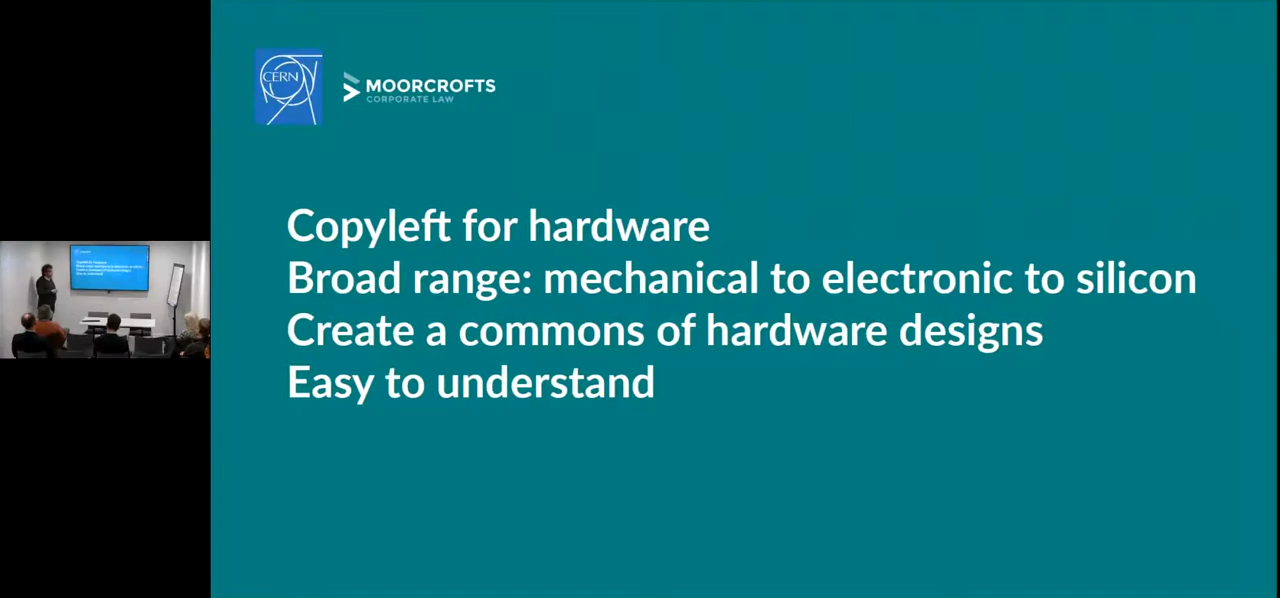 CERN
MOORCROFTS
CORPORATE LAW
Copyleft for hardware
Broad range: mechanical to electronic to silicon
Create a commons of hardware designs
Easy to understand